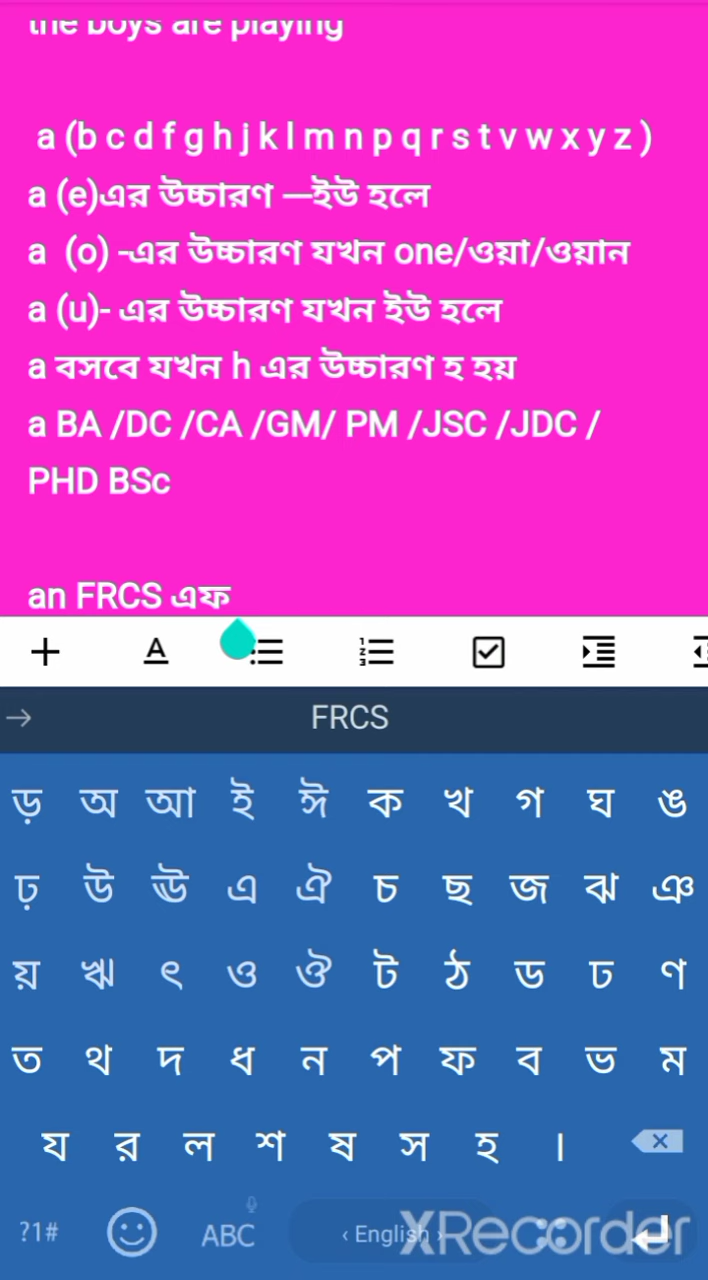 the boys are playing
a (b c d f g h j k l m n p q r s t v w x y z )
a (e)এর উচ্চারণ —ইউ হলে
a (o) -এর উচ্চারণ যখন one/ওয়া/ওয়ান
a (u)- এর উচ্চারণ যখন ইউ হলে
a বসবে যখন h এর উচ্চারণ হ হয়
a BA /DC /CA /GM/ PM /JSC /JDC /
PHD BSc
an FRCS এফ
FRCS
ড় অ আ ই ঈ ক খ গ ঘ ঙ
ঢ় উ ঊ এ ঐ চ ছ জ ঝ ঞ
য় ঋ ৎ ও ঔ ট ঠ ড ঢ ণ
ত থ দ ধ ন প ফ ব ভ ম
য র ল শ ষ স হ ।
?1# ABC ‹ English ›
XRecorder